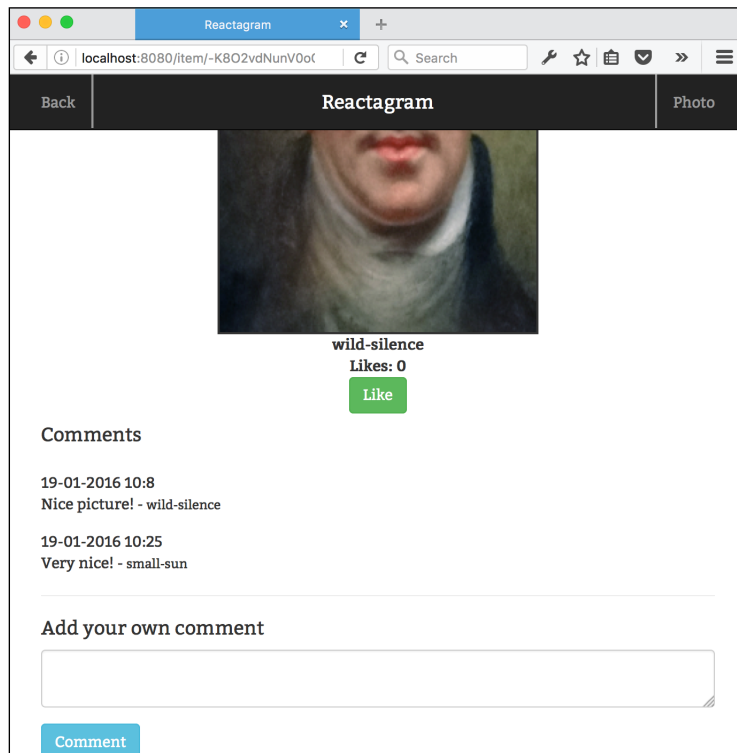 Reactagram
localhost:8080/item/-K8O2vdNunV0o(
Search
Back
Reactagram
Photo
wild-silence
Likes: 0
Like
Comments
19-01-2016 10:8
Nice picture! - wild-silence
19-01-2016 10:25
Very nice! - small-sun
Add your own comment
Comment